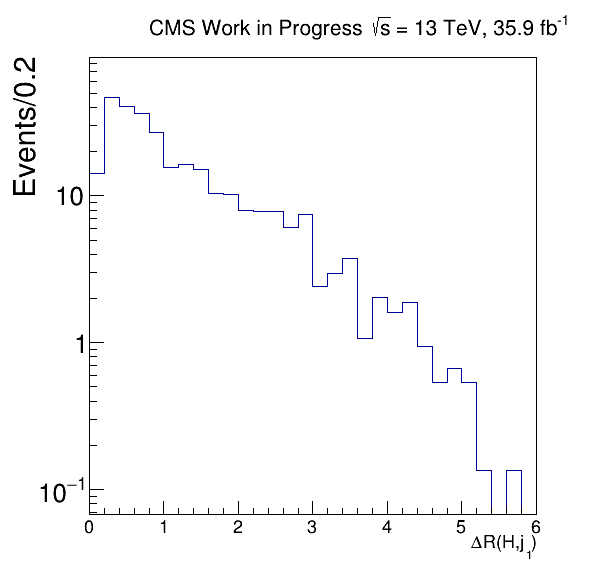 CMS Work in Progress √s = 13 TeV, 35.9 fb⁻¹
Events/0.2
10
1
10⁻¹
0 1 2 3 4 5 6
ΔR(H,j₁)